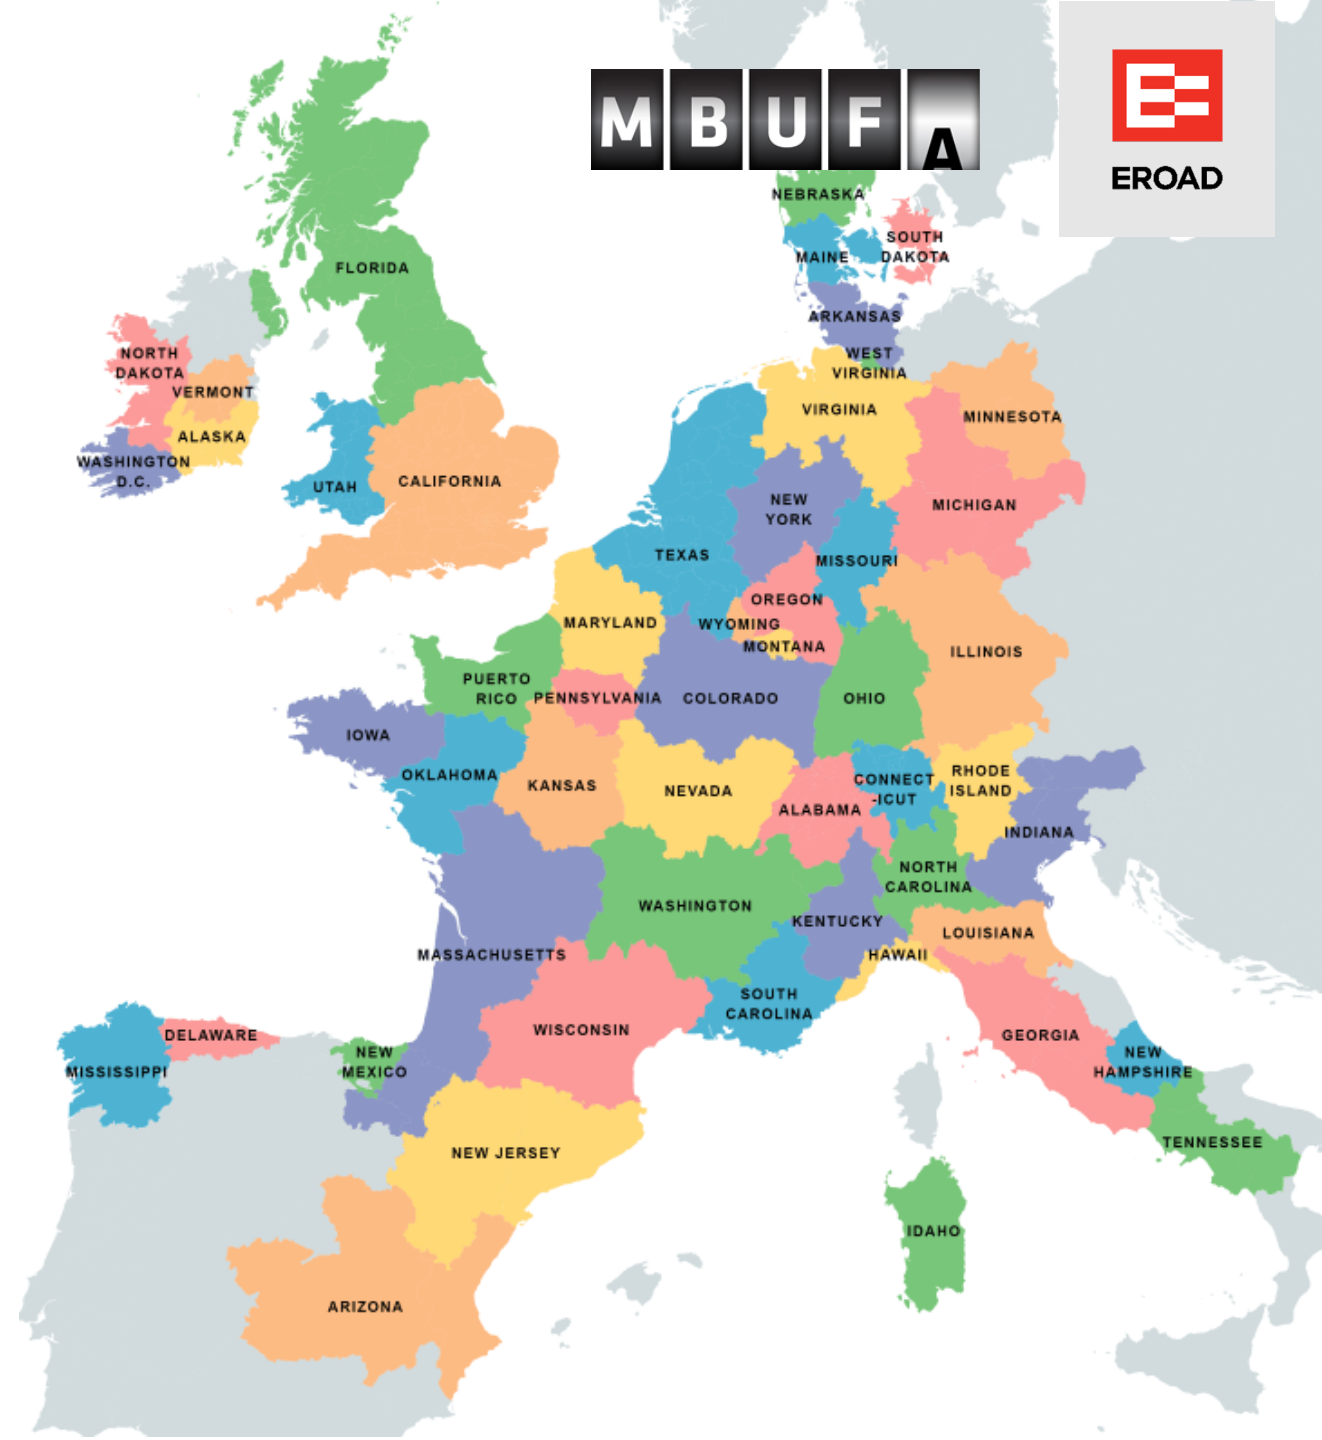 MBUFA
EROAD
NEBRASKA
SOUTH
DAKOTA
MAINE
FLORIDA
ARKANSAS
WEST
VIRGINIA
NORTH
DAKOTA
VERMONT
VIRGINIA
MINNESOTA
ALASKA
WASHINGTON
D.C.
UTAH
CALIFORNIA
NEW
YORK
MICHIGAN
TEXAS
MISSOURI
OREGON
MARYLAND
WYOMING
MONTANA
ILLINOIS
PUERTO
RICO
PENNSYLVANIA
COLORADO
OHIO
IOWA
OKLAHOMA
KANSAS
NEVADA
ALABAMA
CONNECT
-ICUT
RHODE
ISLAND
INDIANA
NORTH
CAROLINA
WASHINGTON
KENTUCKY
LOUISIANA
MASSACHUSETTS
HAWAII
SOUTH
CAROLINA
WISCONSIN
GEORGIA
DELAWARE
MISSISSIPPI
NEW
MEXICO
NEW
HAMPSHIRE
NEW JERSEY
TENNESSEE
IDAHO
ARIZONA